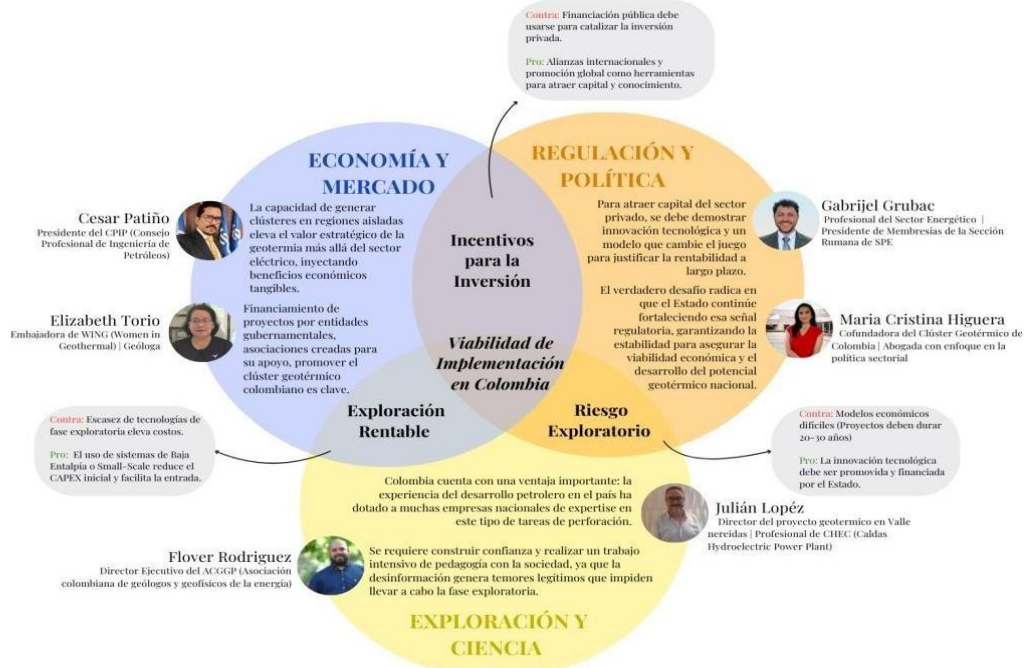 Contra: Financiación pública debe
usarse para catalizar la inversión
privada.
Pro: Alianzas internacionales y
promoción global como herramientas
para atraer capital y conocimiento.
ECONOMÍA Y
MERCADO
La capacidad de generar
clústeres en regiones aisladas
eleva el valor estratégico de la
geotermia más allá del sector
eléctrico, inyectando
beneficios económicos
tangibles.
Financiamiento de
proyectos por entidades
gubernamentales,
asociaciones creadas para
su apoyo, promover el
clúster geotérmico
colombiano es clave.
Cesar Patiño
Presidente del CPIP (Consejo
Profesional de Ingeniería de
Petróleos)
Elizabeth Torio
Embajadora de WING (Women in
Geothermal) | Geóloga
REGULACIÓN Y
POLÍTICA
Para atraer capital del sector
privado, se debe demostrar
innovación tecnológica y un
modelo que cambie el juego
para justificar la rentabilidad a
largo plazo.
El verdadero desafío radica en
que el Estado continúe
fortaleciendo esa señal
regulatoria, garantizando la
estabilidad para asegurar la
viabilidad económica y el
desarrollo del potencial
geotérmico nacional.
Gabrijel Grubac
Profesional del Sector Energético |
Presidente de Membresías de la Sección
Rumana de SPE
Maria Cristina Higuera
Cofundadora del Clúster Geotérmico de
Colombia | Abogada con enfoque en la
política sectorial
Incentivos
para la
Inversión
Viabilidad de
Implementación
en Colombia
Exploración
Rentable
Riesgo
Exploratorio
Contra: Escasez de tecnologías de
fase exploratoria eleva costos.
Pro: El uso de sistemas de Baja
Entalpía o Small-Scale reduce el
CAPEX inicial y facilita la entrada.
Contra: Modelos económicos
difíciles (Proyectos deben durar
20-30 años)
Pro: La innovación tecnológica
debe ser promovida y financiada
por el Estado.
Colombia cuenta con una ventaja importante: la
experiencia del desarrollo petrolero en el país ha
dotado a muchas empresas nacionales de expertise en
este tipo de tareas de perforación.
Julián Lopéz
Director del proyecto geotermico en Valle
nereidas | Profesional de CHEC (Caldas
Hydroelectric Power Plant)
Flover Rodriguez
Director Ejecutivo del ACGGP (Asociación
colombiana de geólogos y geofísicos de la energía)
Se requiere construir confianza y realizar un trabajo
intensivo de pedagogía con la sociedad, ya que la
desinformación genera temores legítimos que impiden
llevar a cabo la fase exploratoria.
EXPLORACIÓN Y
CIENCIA